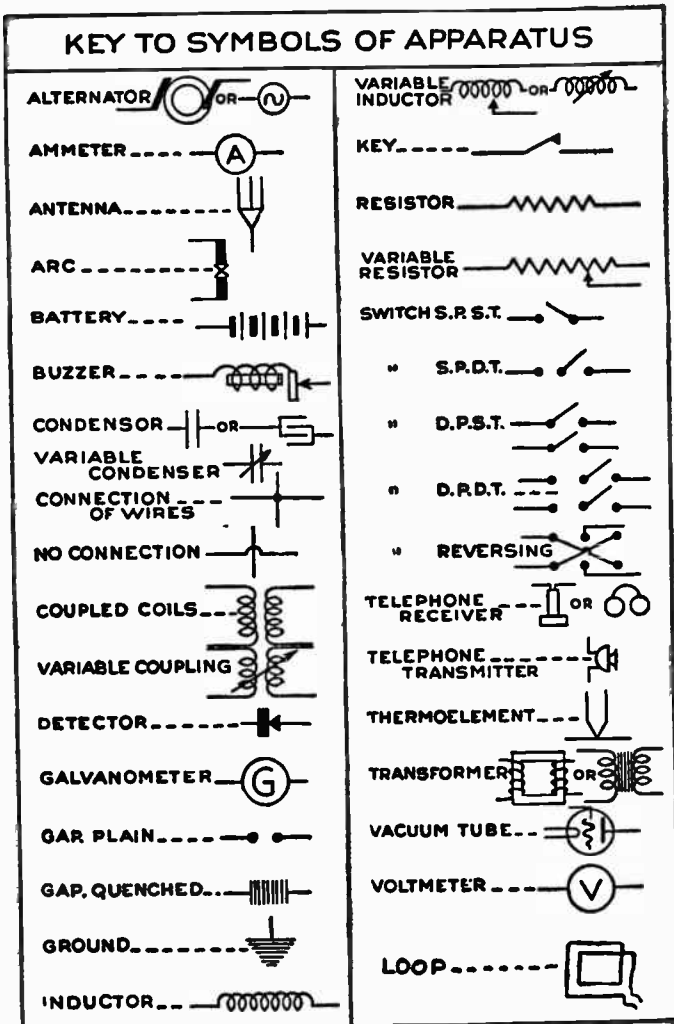 KEY TO SYMBOLS OF APPARATUS
ALTERNATOR OR
AMMETER A
ANTENNA
ARC
BATTERY
BUZZER
CONDENSOR OR
VARIABLE
CONDENSER
CONNECTION
OF WIRES
NO CONNECTION
COUPLED COILS
VARIABLE COUPLING
DETECTOR
GALVANOMETER G
GAP. PLAIN
GAP. QUENCHED
GROUND
INDUCTOR
VARIABLE
INDUCTOR OR
KEY
RESISTOR
VARIABLE
RESISTOR
SWITCH S.P.S.T.
" S.P.D.T.
" D.P.S.T.
" D.P.D.T.
" REVERSING
TELEPHONE
RECEIVER OR
TELEPHONE
TRANSMITTER
THERMOELEMENT
TRANSFORMER OR
VACUUM TUBE
VOLTMETER V
LOOP